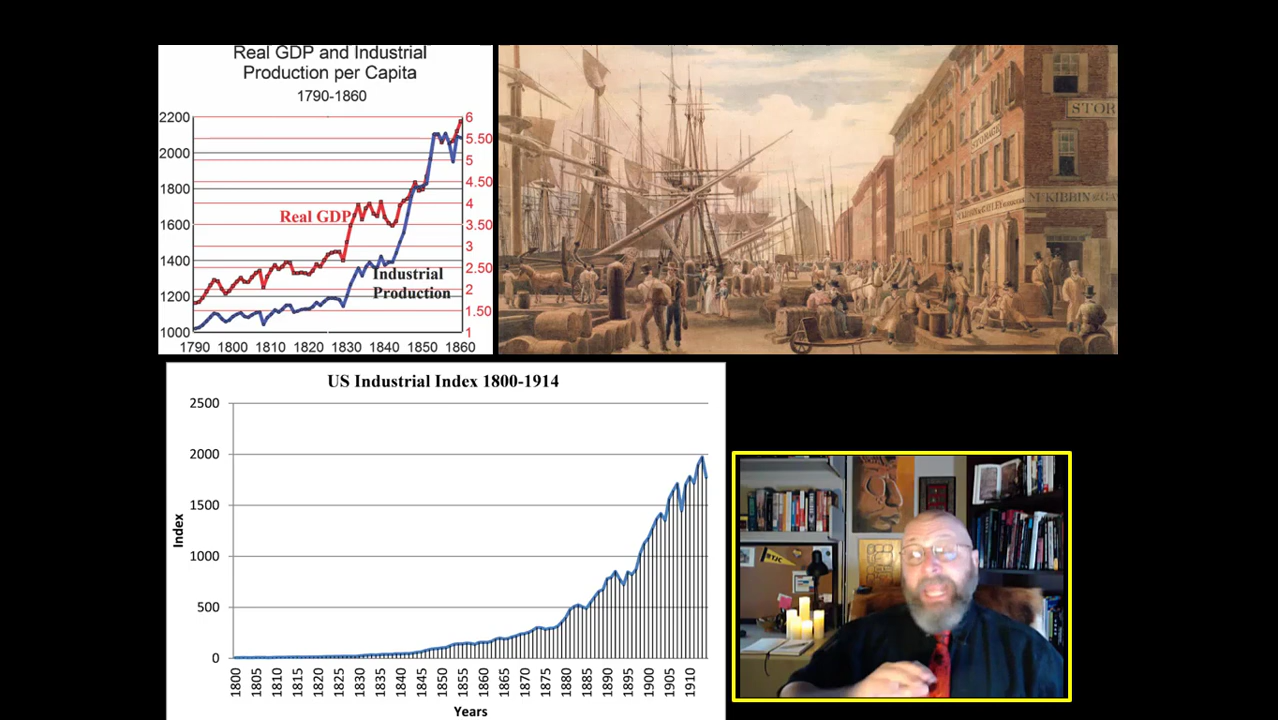 Real GDP and Industrial
Production per Capita
1790-1860
2200
2000
1800
1600
1400
1200
1000
6
5.50
5
4.50
4
3.50
3
2.50
2
1.50
1
Real GDP
Industrial
Production
1790 1800 1810 1820 1830 1840 1850 1860
STOR
STORAGE
US Industrial Index 1800-1914
2500
2000
1500
1000
500
0
Index
1800 1805 1810 1815 1820 1825 1830 1835 1840 1845 1850 1855 1860 1865 1870 1875 1880 1885 1890 1895 1900 1905 1910
Years